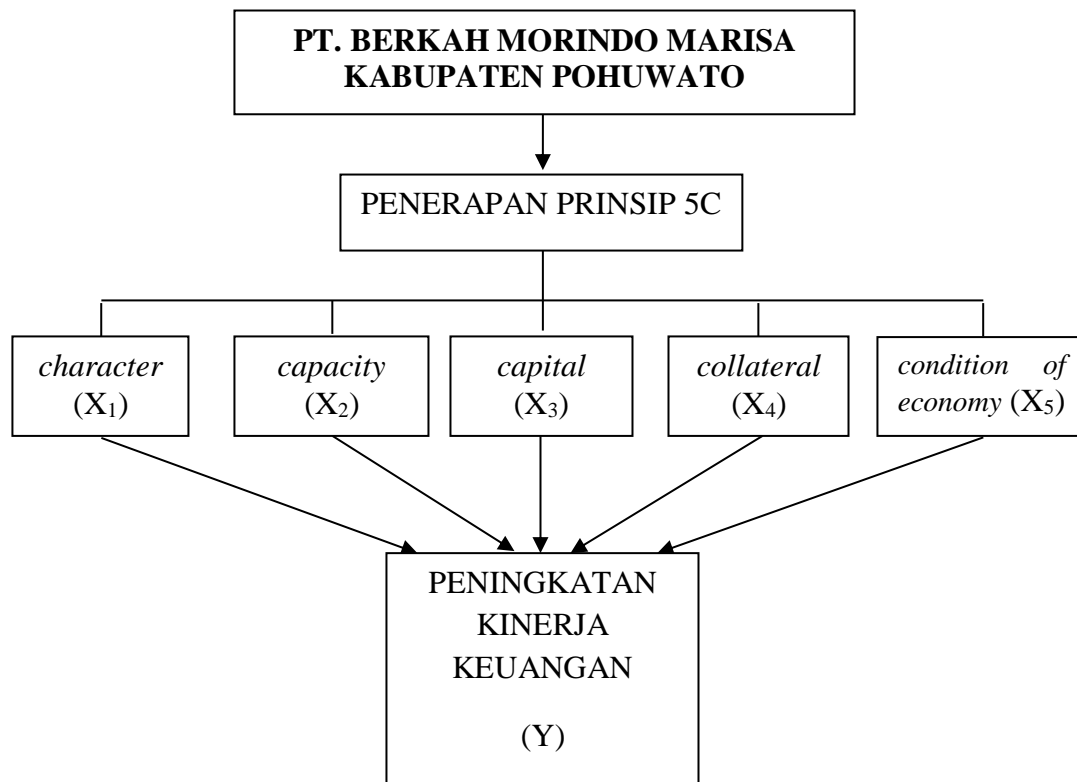 PT. BERKAH MORINDO MARISA
KABUPATEN POHUWATO
PENERAPAN PRINSIP 5C
character
(X₁)
capacity
(X₂)
capital
(X₃)
collateral
(X₄)
condition of
economy (X₅)
PENINGKATAN
KINERJA
KEUANGAN
(Y)